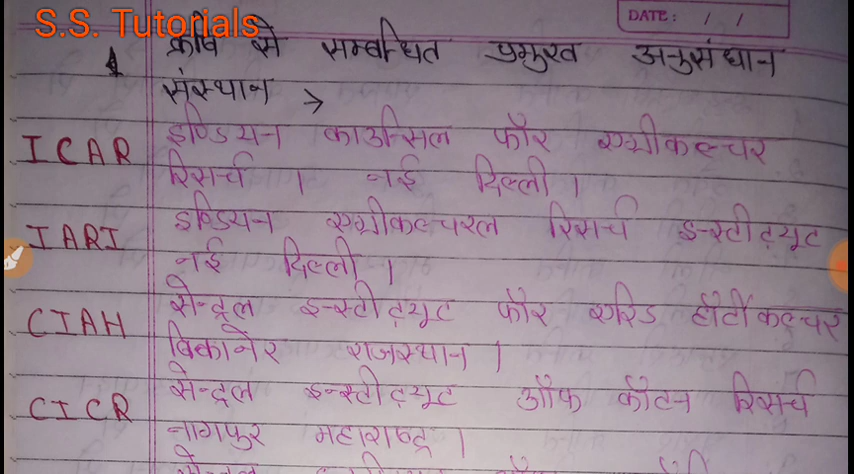 S.S. Tutorials
DATE: / /
कृषि से सम्बन्धित प्रमुख अनुसंधान
संस्थान →
ICAR इण्डियन काउन्सिल फॉर एग्रीकल्चर
रिसर्च । नई दिल्ली ।
IARI इण्डियन एग्रीकल्चरल रिसर्च इन्स्टीट्यूट
नई दिल्ली ।
CIAH सेन्ट्रल इन्स्टीट्यूट फॉर एरिड हॉर्टीकल्चर
बिकानेर राजस्थान ।
CICR सेन्ट्रल इन्स्टीट्यूट ऑफ कॉटन रिसर्च
नागपुर महाराष्ट्र ।